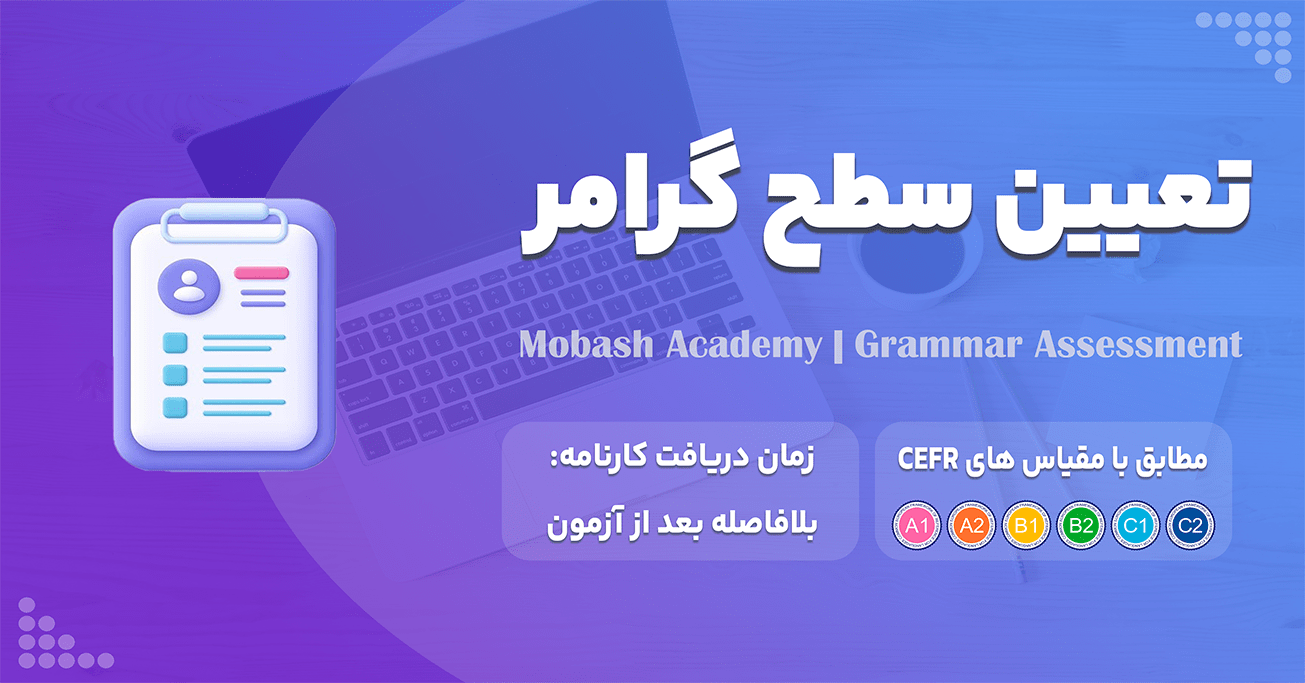 تعیین سطح گرامر
Mobash Academy | Grammar Assessment
مطابق با مقیاس های CEFR
A1 A2 B1 B2 C1 C2
زمان دریافت کارنامه:
بلافاصله بعد از آزمون